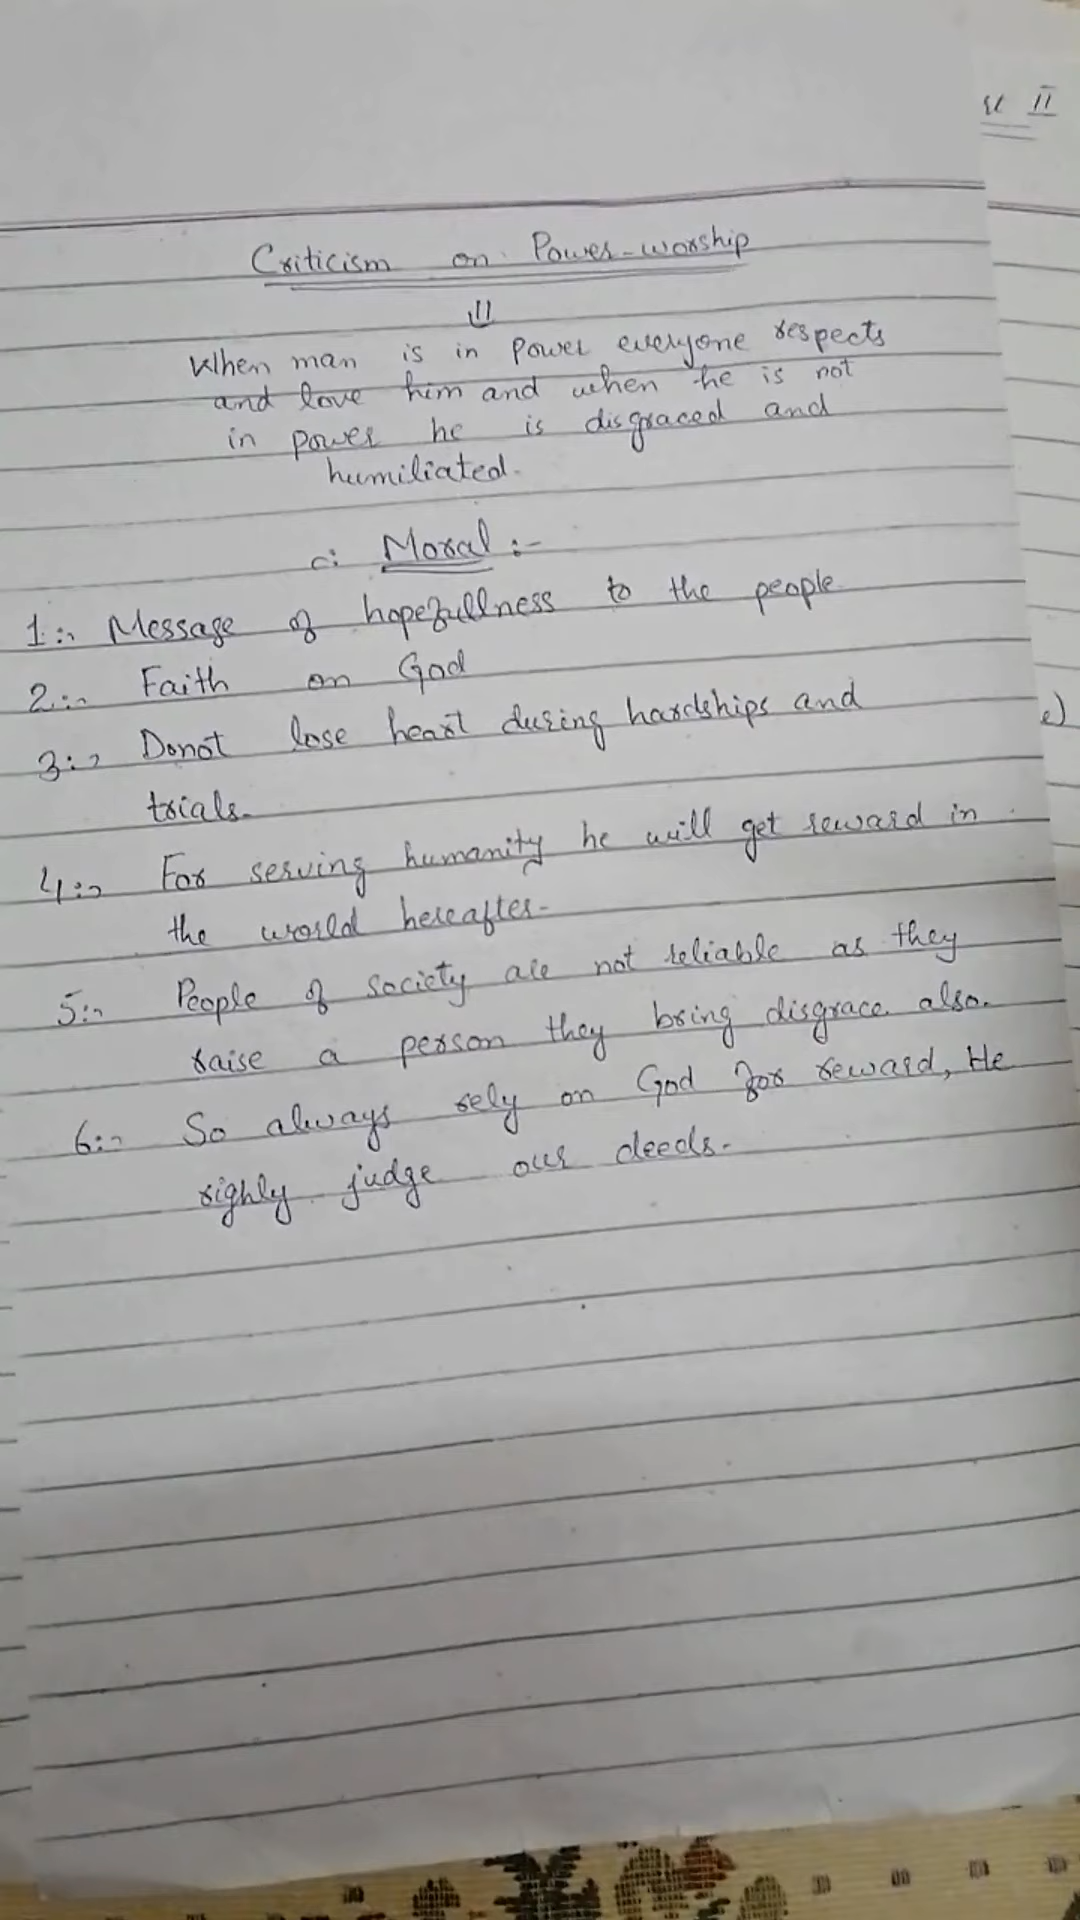 Criticism on Power-worship
⇓
When man is in power everyone respects
and love him and when he is not
in power he is disgraced and
humiliated.
c: Moral :-
1:- Message of hopefullness to the people
2:- Faith on God
3:- Donot lose heart during hardships and
trials.
4:- For serving humanity he will get reward in
the world hereafter.
5:- People of society are not reliable as they
raise a person they bring disgrace also.
6:- So always rely on God for reward, He
righly judge our deeds.
II
e)